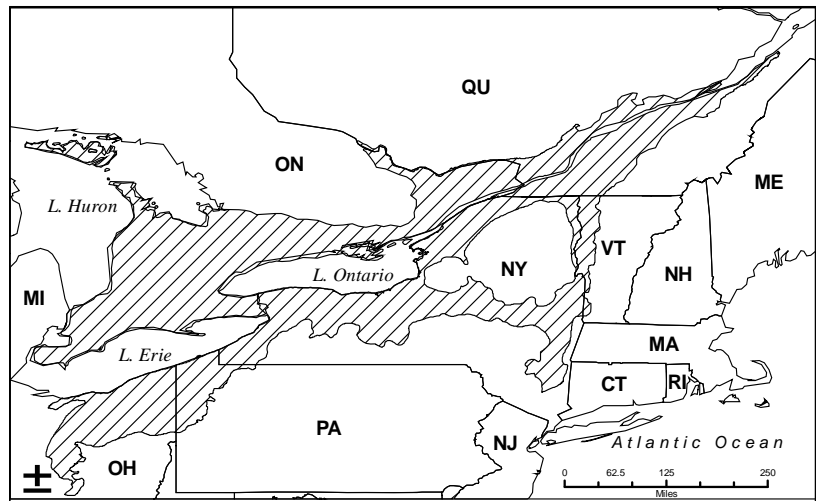 QU
ON
ME
L. Huron
VT
L. Ontario
NY
NH
MI
MA
L. Erie
CT
RI
PA
NJ
Atlantic Ocean
OH
0 62.5 125 250
Miles